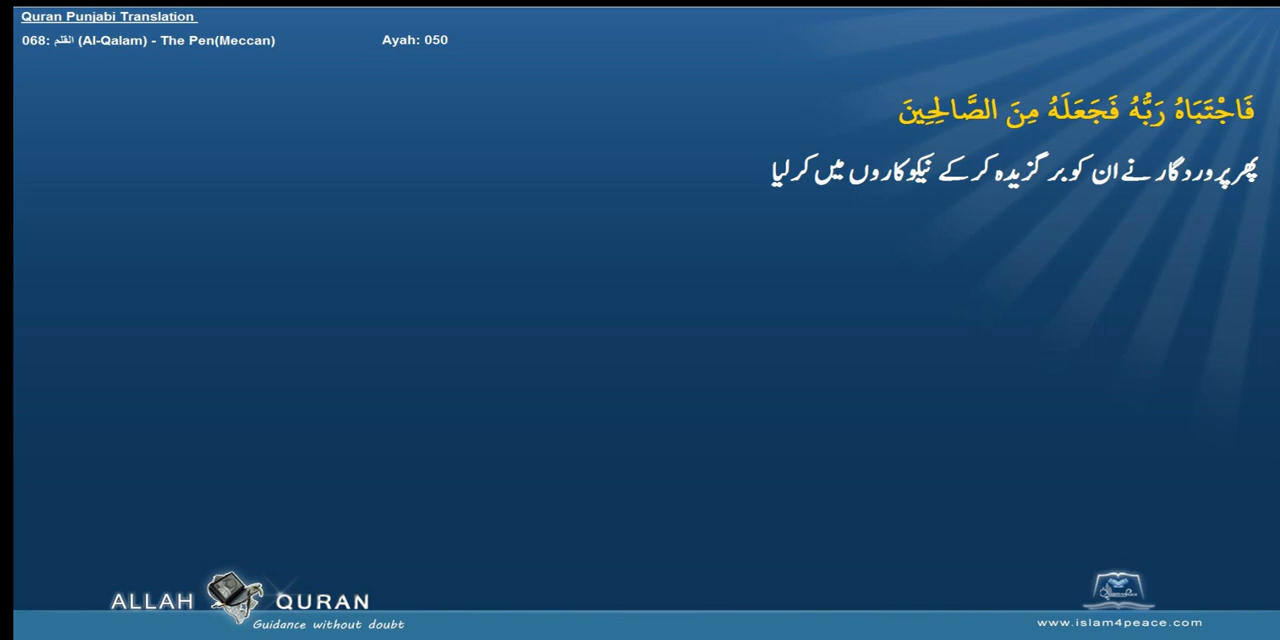 Quran Punjabi Translation
068: القلم (Al-Qalam) - The Pen(Meccan) Ayah: 050
فَاجْتَبَاهُ رَبُّهُ فَجَعَلَهُ مِنَ الصَّالِحِينَ
پھر پروردگار نے ان کو برگزیدہ کر کے نیکوکاروں میں کر لیا
ALLAH QURAN
Guidance without doubt
www.islam4peace.com